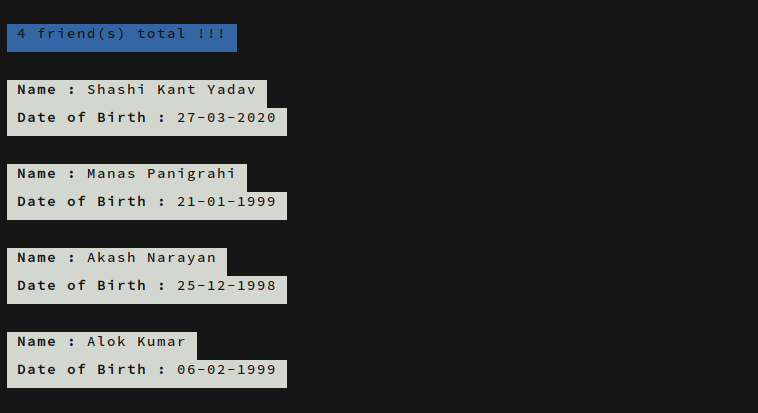 4 friend(s) total !!!
Name : Shashi Kant Yadav
Date of Birth : 27-03-2020
Name : Manas Panigrahi
Date of Birth : 21-01-1999
Name : Akash Narayan
Date of Birth : 25-12-1998
Name : Alok Kumar
Date of Birth : 06-02-1999